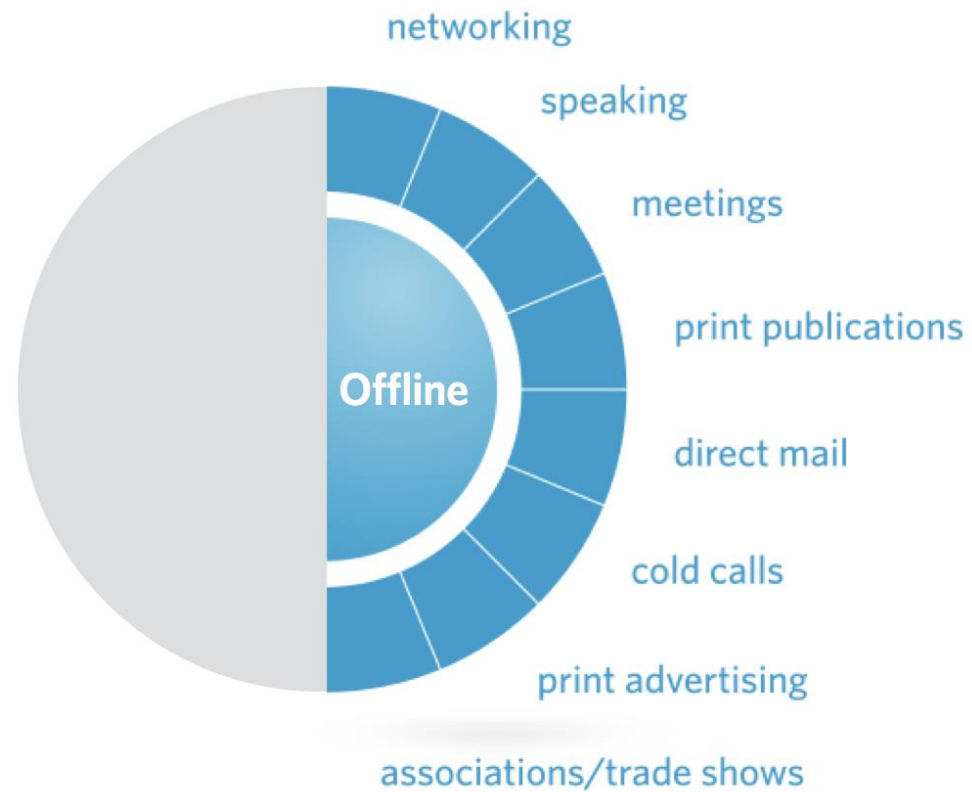 networking
speaking
meetings
print publications
Offline
direct mail
cold calls
print advertising
associations/trade shows